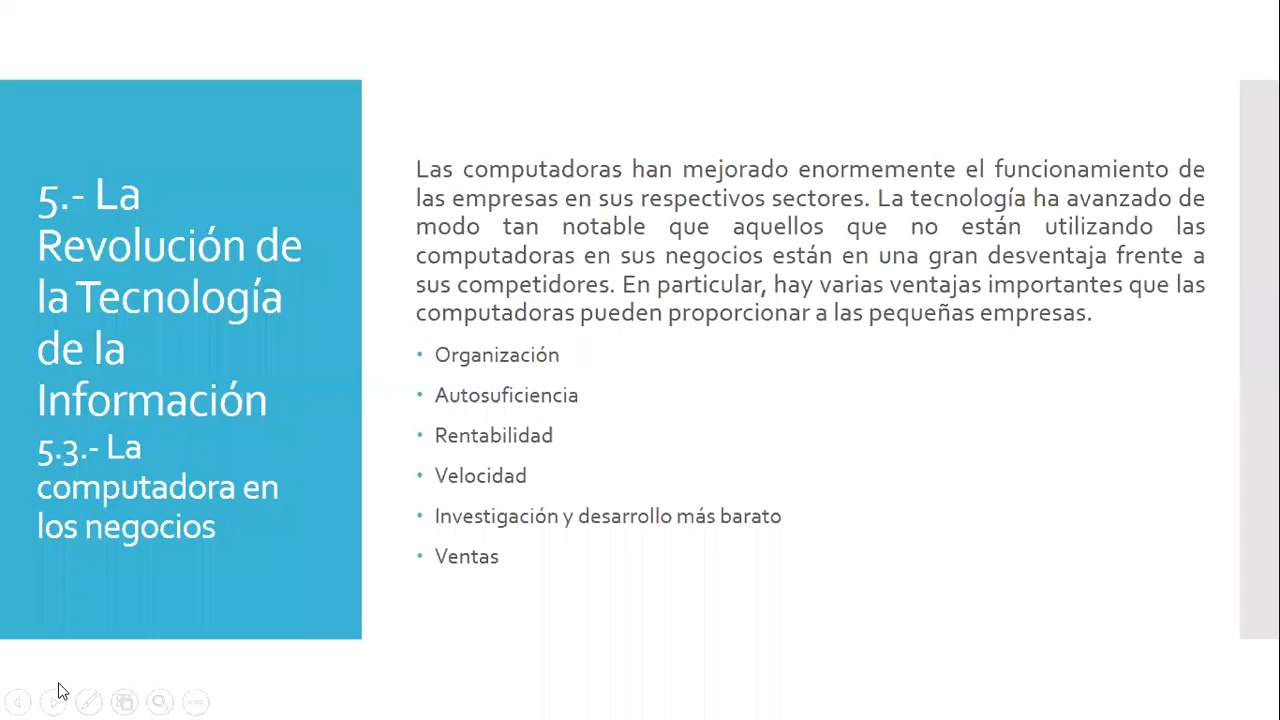 5.- La
Revolución de
la Tecnología
de la
Información
5.3.- La
computadora en
los negocios
Las computadoras han mejorado enormemente el funcionamiento de
las empresas en sus respectivos sectores. La tecnología ha avanzado de
modo tan notable que aquellos que no están utilizando las
computadoras en sus negocios están en una gran desventaja frente a
sus competidores. En particular, hay varias ventajas importantes que las
computadoras pueden proporcionar a las pequeñas empresas.
• Organización
• Autosuficiencia
• Rentabilidad
• Velocidad
• Investigación y desarrollo más barato
• Ventas